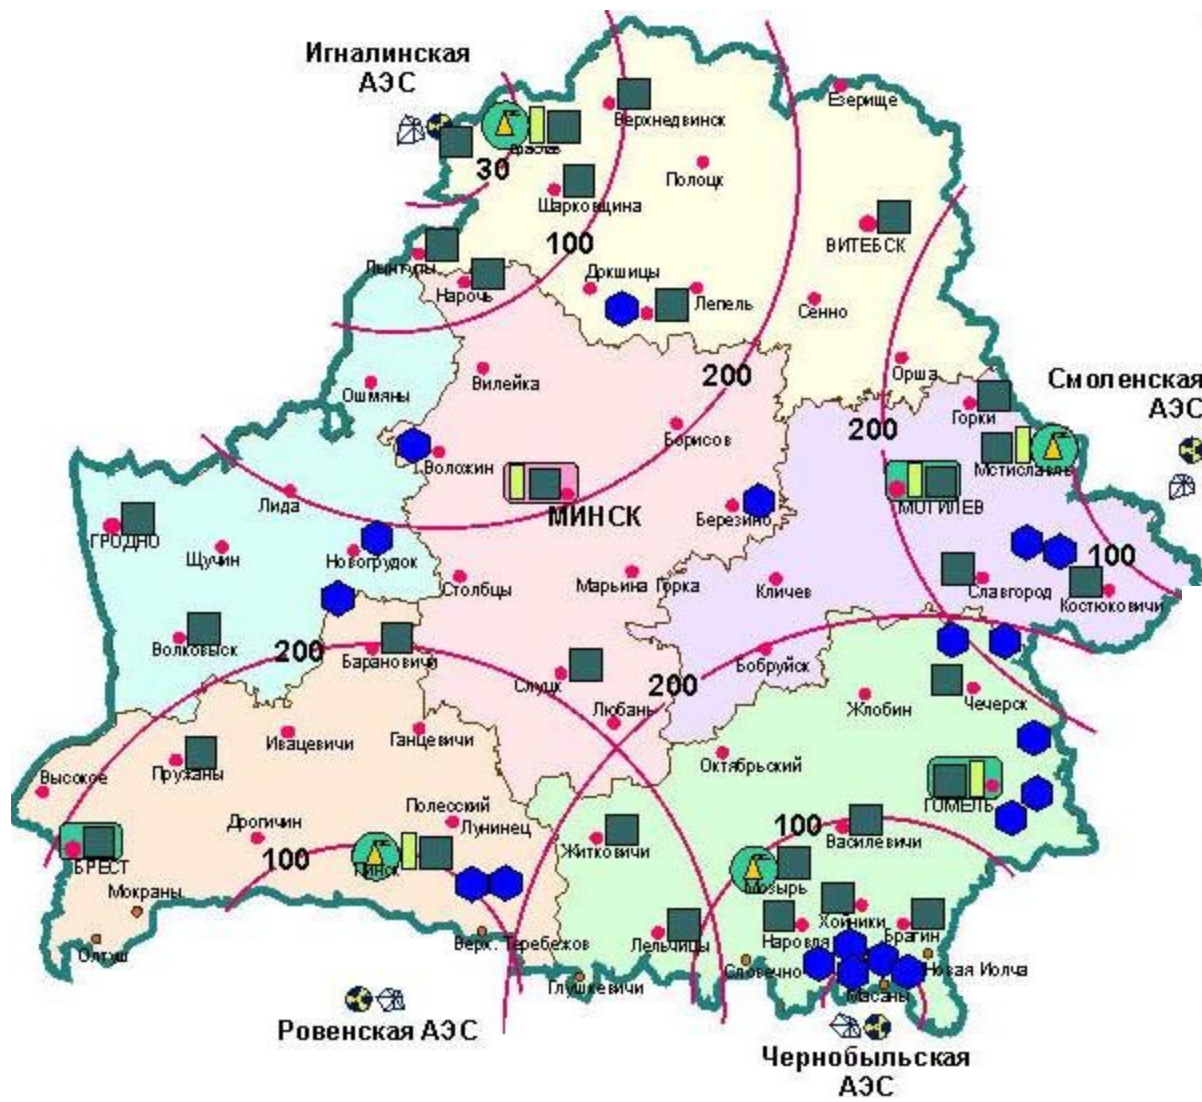 Игналинская
АЭС
Езерище
Верхнедвинск
Браслав
30
Полоцк
Шарковщина
100
ВИТЕБСК
Лынтупы
Нарочь
Докшицы
Лепель
Сенно
Вилейка
200
Орша
Смоленская
АЭС
Ошмяны
Горки
200
Борисов
Воложин
Мстиславль
Лида
МИНСК
Березино
МОГИЛЕВ
ГРОДНО
Щучин
Новогрудок
100
Столбцы
Марьина Горка
Кличев
Славгород
Костюковичи
Волковыск
200
Барановичи
Бобруйск
Слуцк
200
Чечерск
Любань
Жлобин
Ивацевичи
Ганцевичи
Октябрьский
Высокое
Пружаны
ГОМЕЛЬ
Полесский
Дрогичин
Лунинец
100
Василевичи
Житковичи
100
БРЕСТ
Пинск
Мозырь
Мокраны
Хойники
Наровля
Брагин
Олтуш
Верх. Теребежов
Лельчицы
Словечно
Новая Иолча
Глушкевичи
Масаны
Ровенская АЭС
Чернобыльская
АЭС